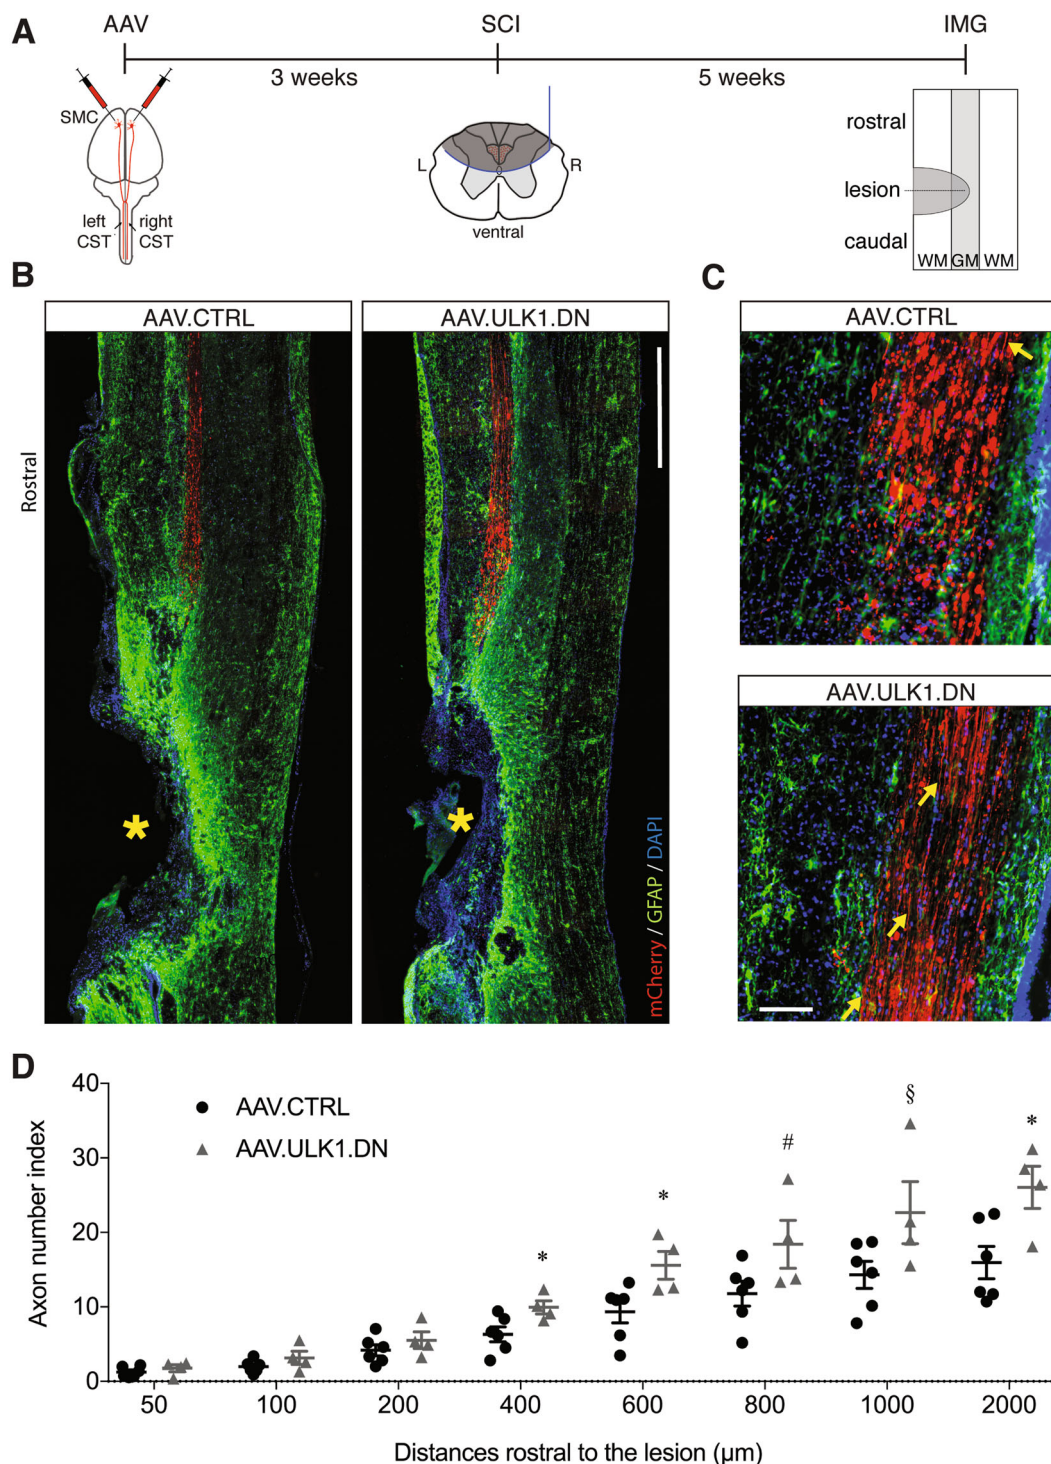 A
AAV
SCI
IMG
3 weeks
5 weeks
SMC
left
CST
right
CST
L
R
ventral
rostral
lesion
caudal
WM GM WM
B
AAV.CTRL
AAV.ULK1.DN
Rostral
*
*
mCherry / GFAP / DAPI
C
AAV.CTRL
AAV.ULK1.DN
D
Axon number index
40
30
20
10
0
AAV.CTRL
AAV.ULK1.DN
*
*
#
§
*
50 100 200 400 600 800 1000 2000
Distances rostral to the lesion (µm)